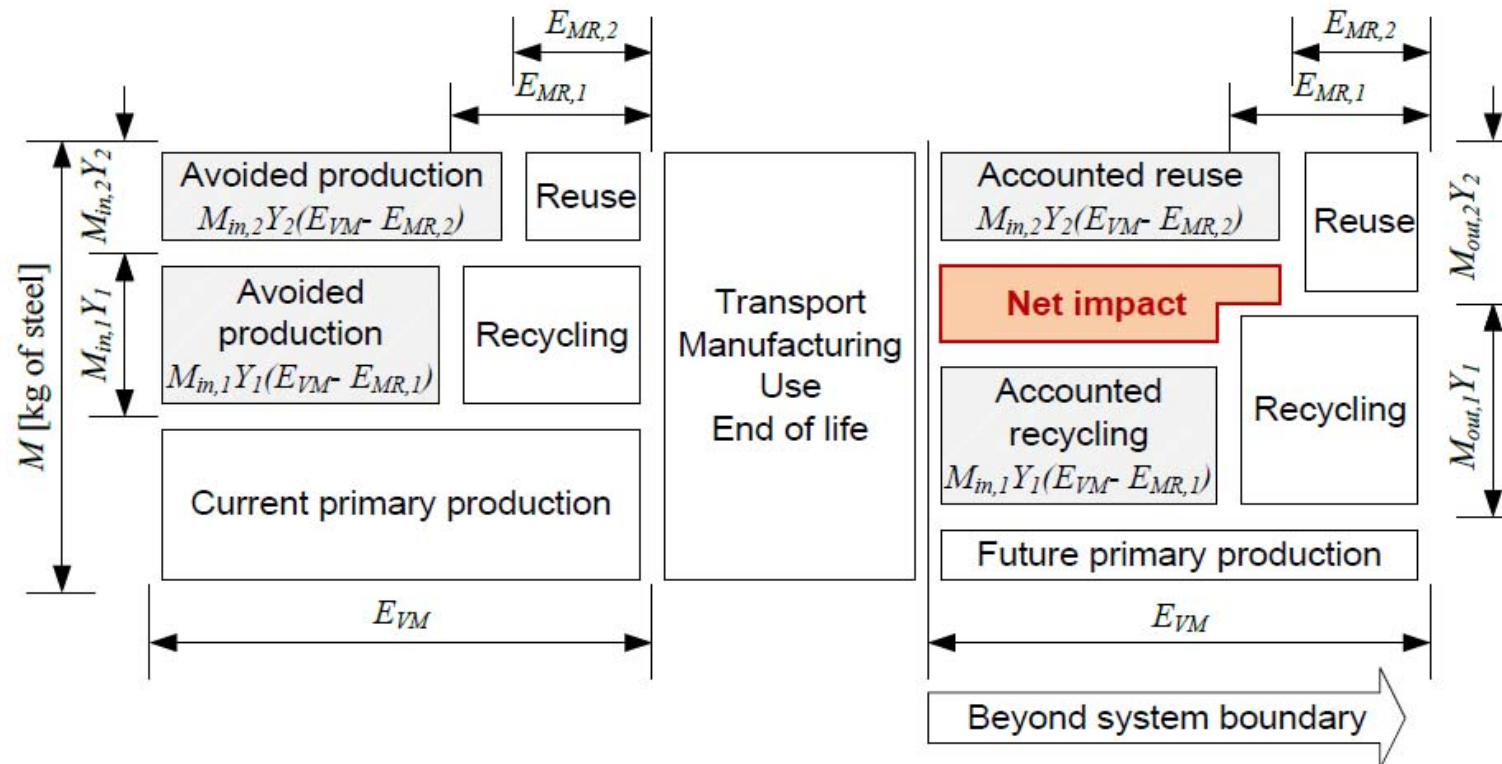 E_MR,2
E_MR,1
M_in,2Y_2
M_in,1Y_1
M [kg of steel]
Avoided production
M_in,2Y_2(E_VM- E_MR,2)
Reuse
Avoided
production
M_in,1Y_1(E_VM- E_MR,1)
Recycling
Current primary production
E_VM
Transport
Manufacturing
Use
End of life
E_MR,2
E_MR,1
Accounted reuse
M_in,2Y_2(E_VM- E_MR,2)
Reuse
Net impact
Accounted
recycling
M_in,1Y_1(E_VM- E_MR,1)
Recycling
Future primary production
M_out,2Y_2
M_out,1Y_1
E_VM
Beyond system boundary